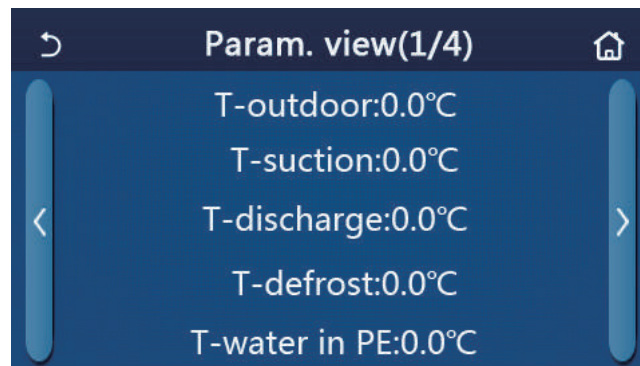 Param. view(1/4)
T-outdoor:0.0℃
T-suction:0.0℃
T-discharge:0.0℃
T-defrost:0.0℃
T-water in PE:0.0℃